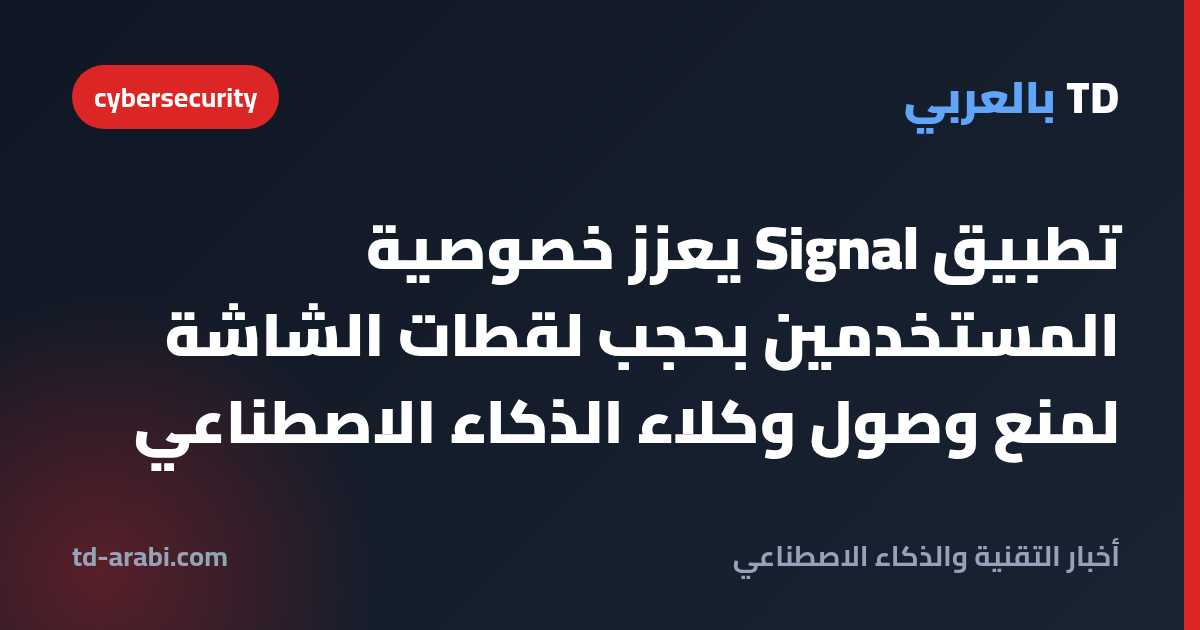 TD بالعربي
cybersecurity
تطبيق Signal يعزز خصوصية
المستخدمين بحجب لقطات الشاشة
لمنع وصول وكلاء الذكاء الاصطناعي
أخبار التقنية والذكاء الاصطناعي
td-arabi.com